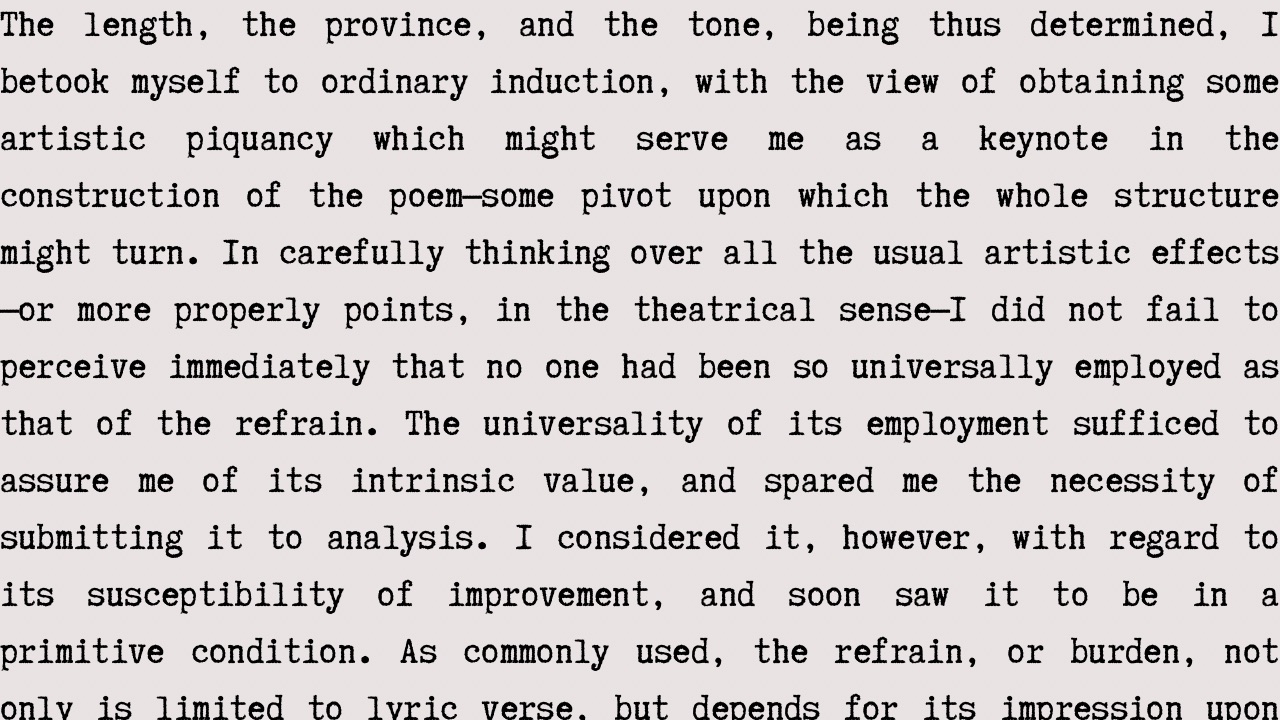 The length, the province, and the tone, being thus determined, I
betook myself to ordinary induction, with the view of obtaining some
artistic piquancy which might serve me as a keynote in the
construction of the poem—some pivot upon which the whole structure
might turn. In carefully thinking over all the usual artistic effects
—or more properly points, in the theatrical sense—I did not fail to
perceive immediately that no one had been so universally employed as
that of the refrain. The universality of its employment sufficed to
assure me of its intrinsic value, and spared me the necessity of
submitting it to analysis. I considered it, however, with regard to
its susceptibility of improvement, and soon saw it to be in a
primitive condition. As commonly used, the refrain, or burden, not
only is limited to lyric verse, but depends for its impression upon